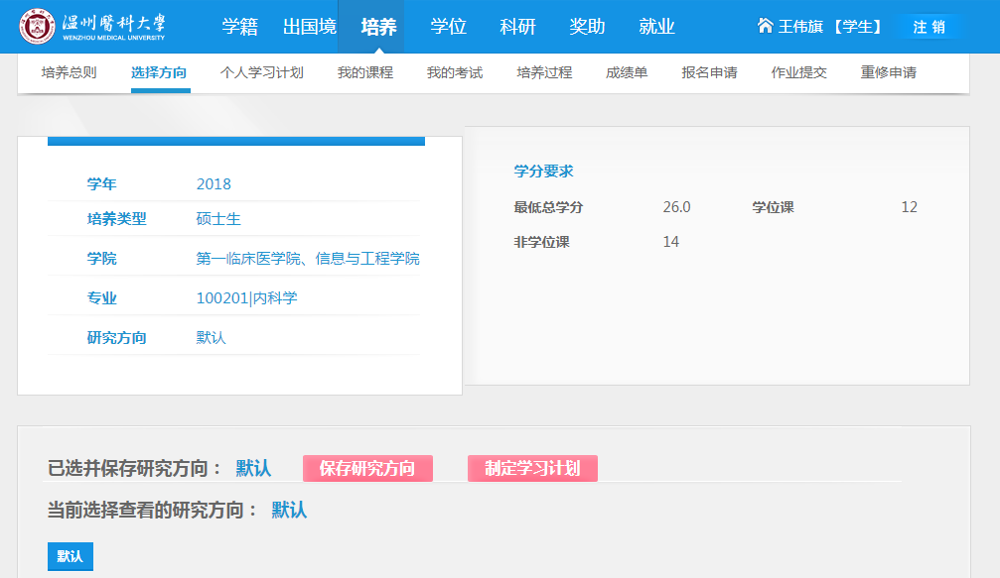 温州醫科大學
WENZHOU MEDICAL UNIVERSITY
学籍 出国境 培养 学位 科研 奖助 就业
王伟旗 【学生】 注 销
培养总则 选择方向 个人学习计划 我的课程 我的考试 培养过程 成绩单 报名申请 作业提交 重修申请
学年 2018
培养类型 硕士生
学院 第一临床医学院、信息与工程学院
专业 100201|内科学
研究方向 默认
学分要求
最低总学分 26.0 学位课 12
非学位课 14
已选并保存研究方向： 默认 保存研究方向 制定学习计划
当前选择查看的研究方向： 默认
默认